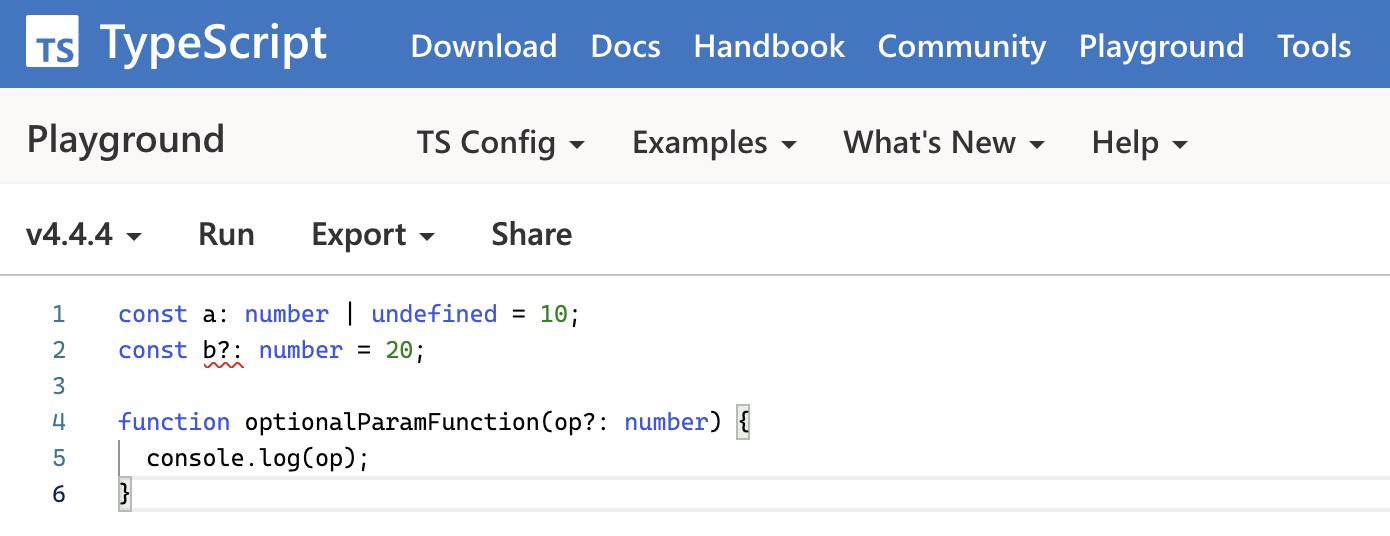 TS TypeScript Download Docs Handbook Community Playground Tools
Playground TS Config Examples What's New Help
v4.4.4 Run Export Share
1 const a: number | undefined = 10;
2 const b?: number = 20;
3
4 function optionalParamFunction(op?: number) {
5 console.log(op);
6 }